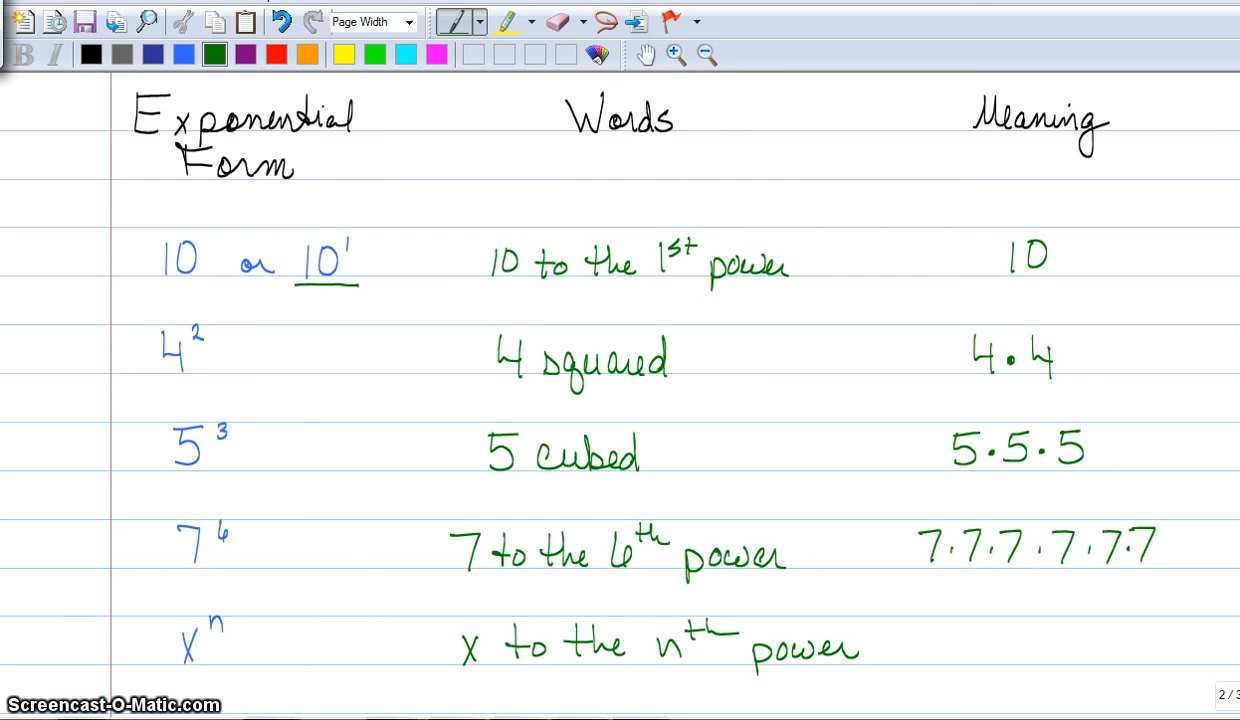 Page Width
Exponential Form Words Meaning
10 or 10¹ 10 to the 1st power 10
4² 4 squared 4 • 4
5³ 5 cubed 5 • 5 • 5
7⁶ 7 to the 6th power 7 • 7 • 7 • 7 • 7 • 7
xⁿ x to the nth power
Screencast-O-Matic.com 2/3